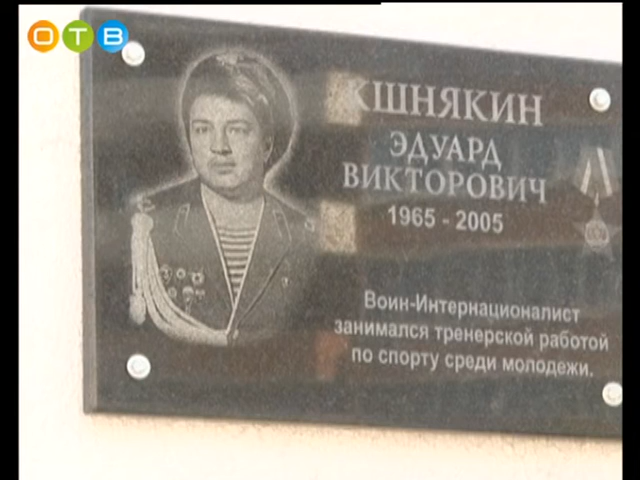 ОТВ
КШНЯКИН
ЭДУАРД
ВИКТОРОВИЧ
1965 - 2005
Воин-Интернационалист
занимался тренерской работой
по спорту среди молодежи.